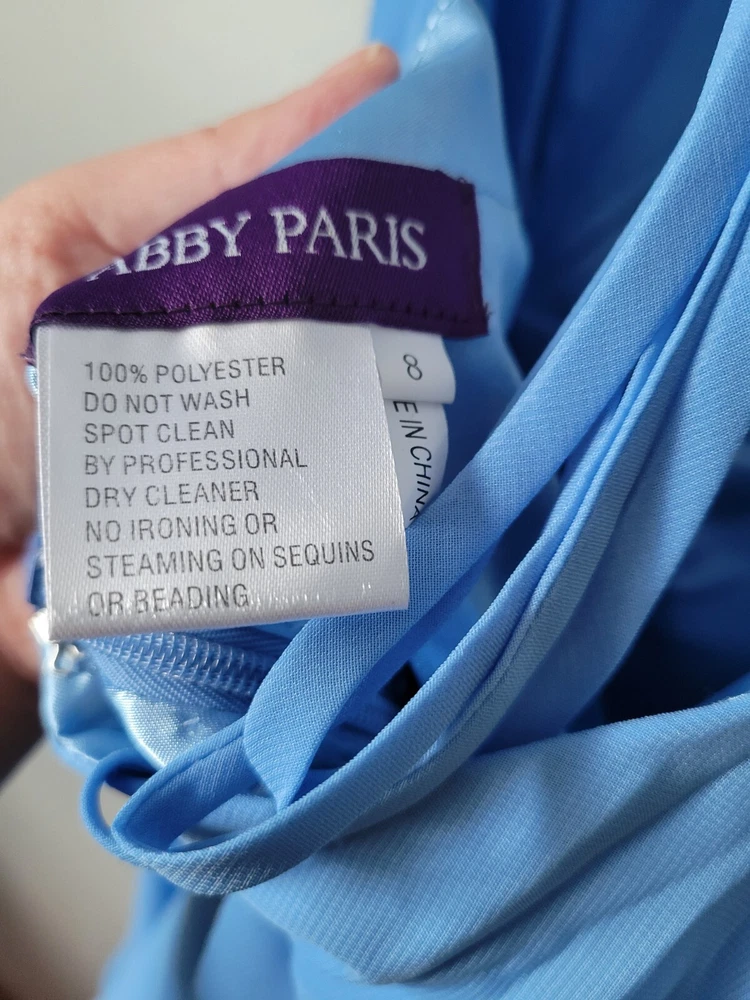 ABBY PARIS
100% POLYESTER
DO NOT WASH
SPOT CLEAN
BY PROFESSIONAL
DRY CLEANER
NO IRONING OR
STEAMING ON SEQUINS
OR BEADING
8
E IN CHINA